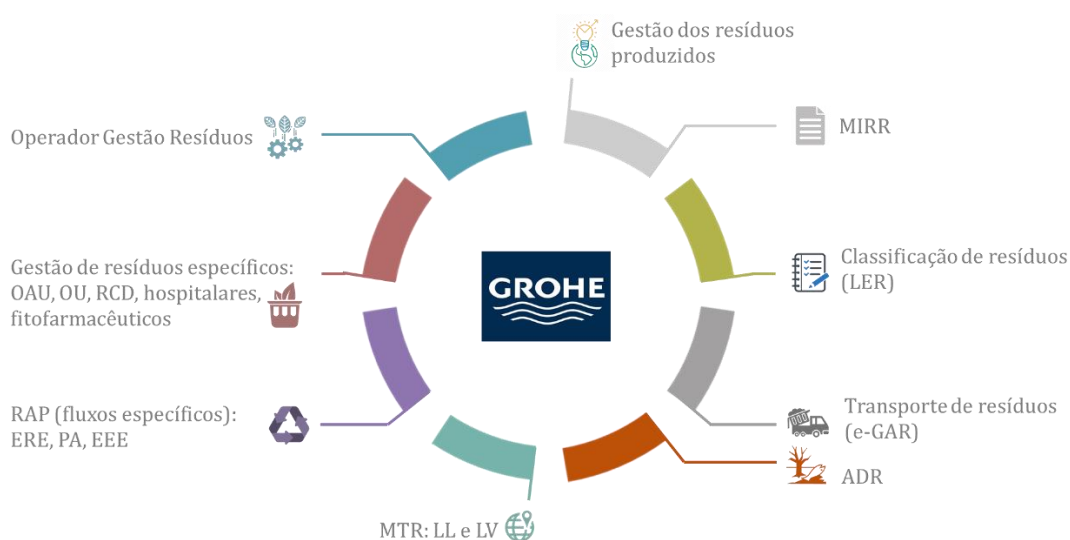 Gestão dos resíduos
produzidos
MIRR
Classificação de resíduos
(LER)
Transporte de resíduos
(e-GAR)
ADR
MTR: LL e LV
RAP (fluxos específicos):
ERE, PA, EEE
Gestão de resíduos específicos:
OAU, OU, RCD, hospitalares,
fitofarmacêuticos
Operador Gestão Resíduos
GROHE